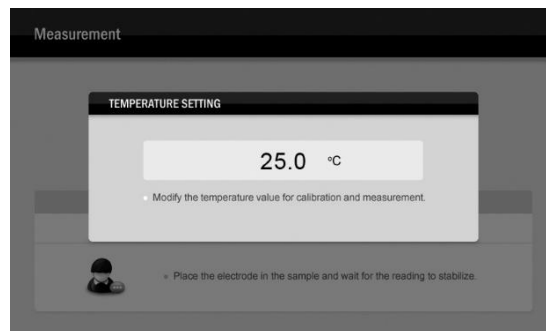 Measurement
TEMPERATURE SETTING
25.0 °C
Modify the temperature value for calibration and measurement.
Place the electrode in the sample and wait for the reading to stabilize.